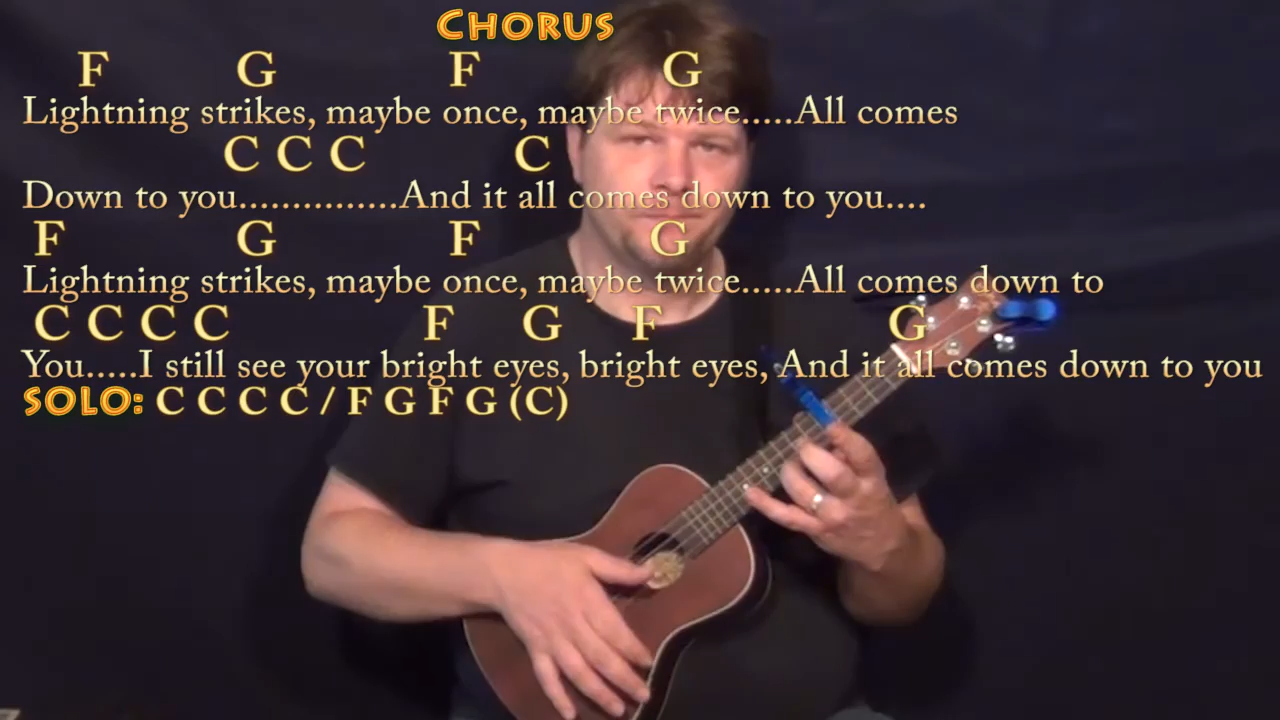 CHORUS
F G F G
Lightning strikes, maybe once, maybe twice.....All comes
C C C C
Down to you...............And it all comes down to you....
F G F G
Lightning strikes, maybe once, maybe twice.....All comes down to
C C C C F G F G
You.....I still see your bright eyes, bright eyes, And it all comes down to you
SOLO: C C C C / F G F G (C)